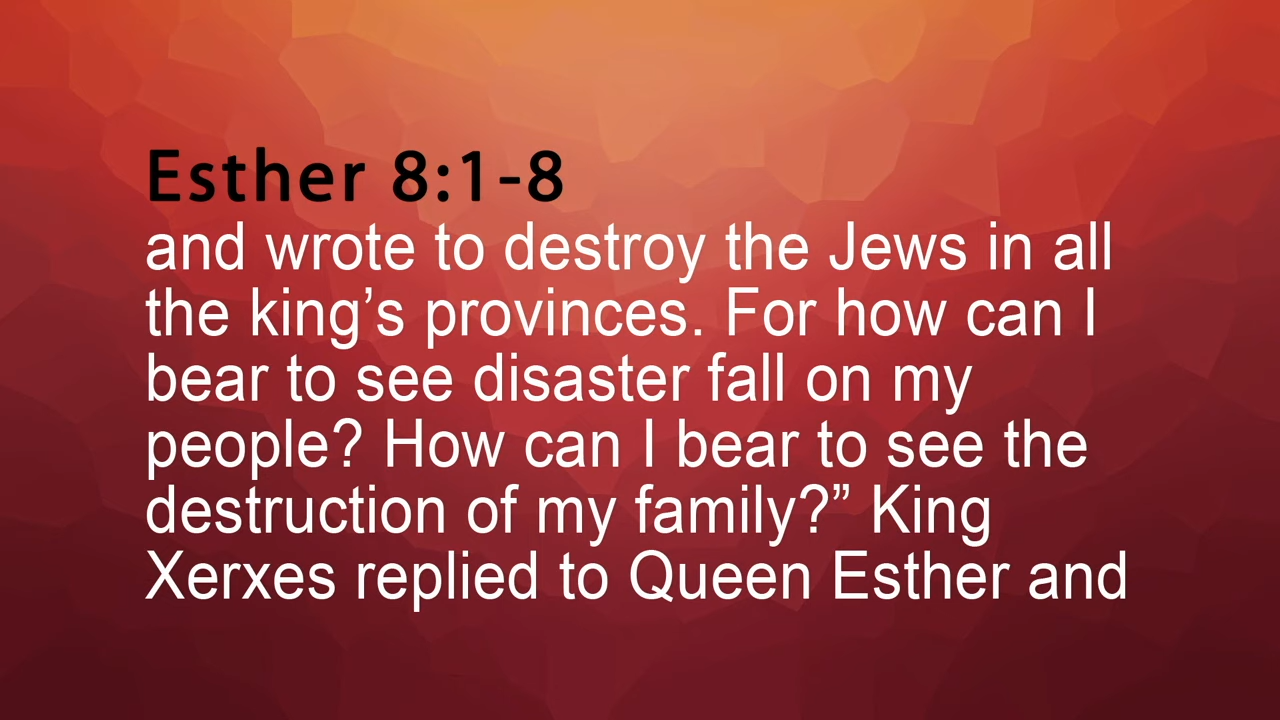 Esther 8:1-8
and wrote to destroy the Jews in all
the king’s provinces. For how can I
bear to see disaster fall on my
people? How can I bear to see the
destruction of my family?” King
Xerxes replied to Queen Esther and